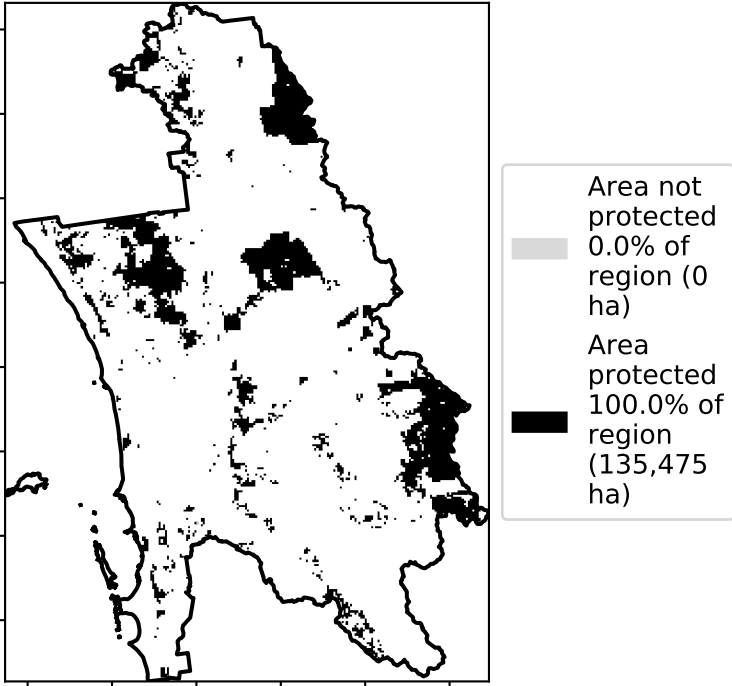 Area not
protected
0.0% of
region (0
ha)
Area
protected
100.0% of
region
(135,475
ha)